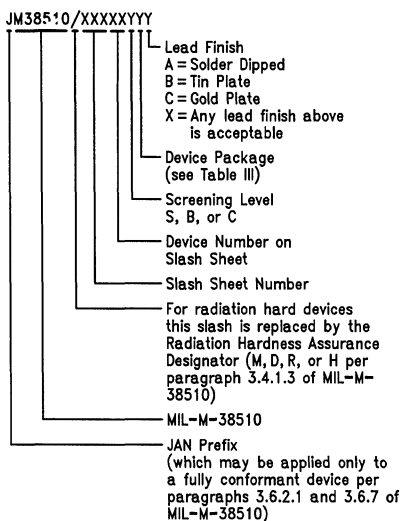 JM38510/XXXXXYYY
Lead Finish
A = Solder Dipped
B = Tin Plate
C = Gold Plate
X = Any lead finish above
is acceptable
Device Package
(see Table III)
Screening Level
S, B, or C
Device Number on
Slash Sheet
Slash Sheet Number
For radiation hard devices
this slash is replaced by the
Radiation Hardness Assurance
Designator (M, D, R, or H per
paragraph 3.4.1.3 of MIL-M-
38510)
MIL-M-38510
JAN Prefix
(which may be applied only to
a fully conformant device per
paragraphs 3.6.2.1 and 3.6.7 of
MIL-M-38510)